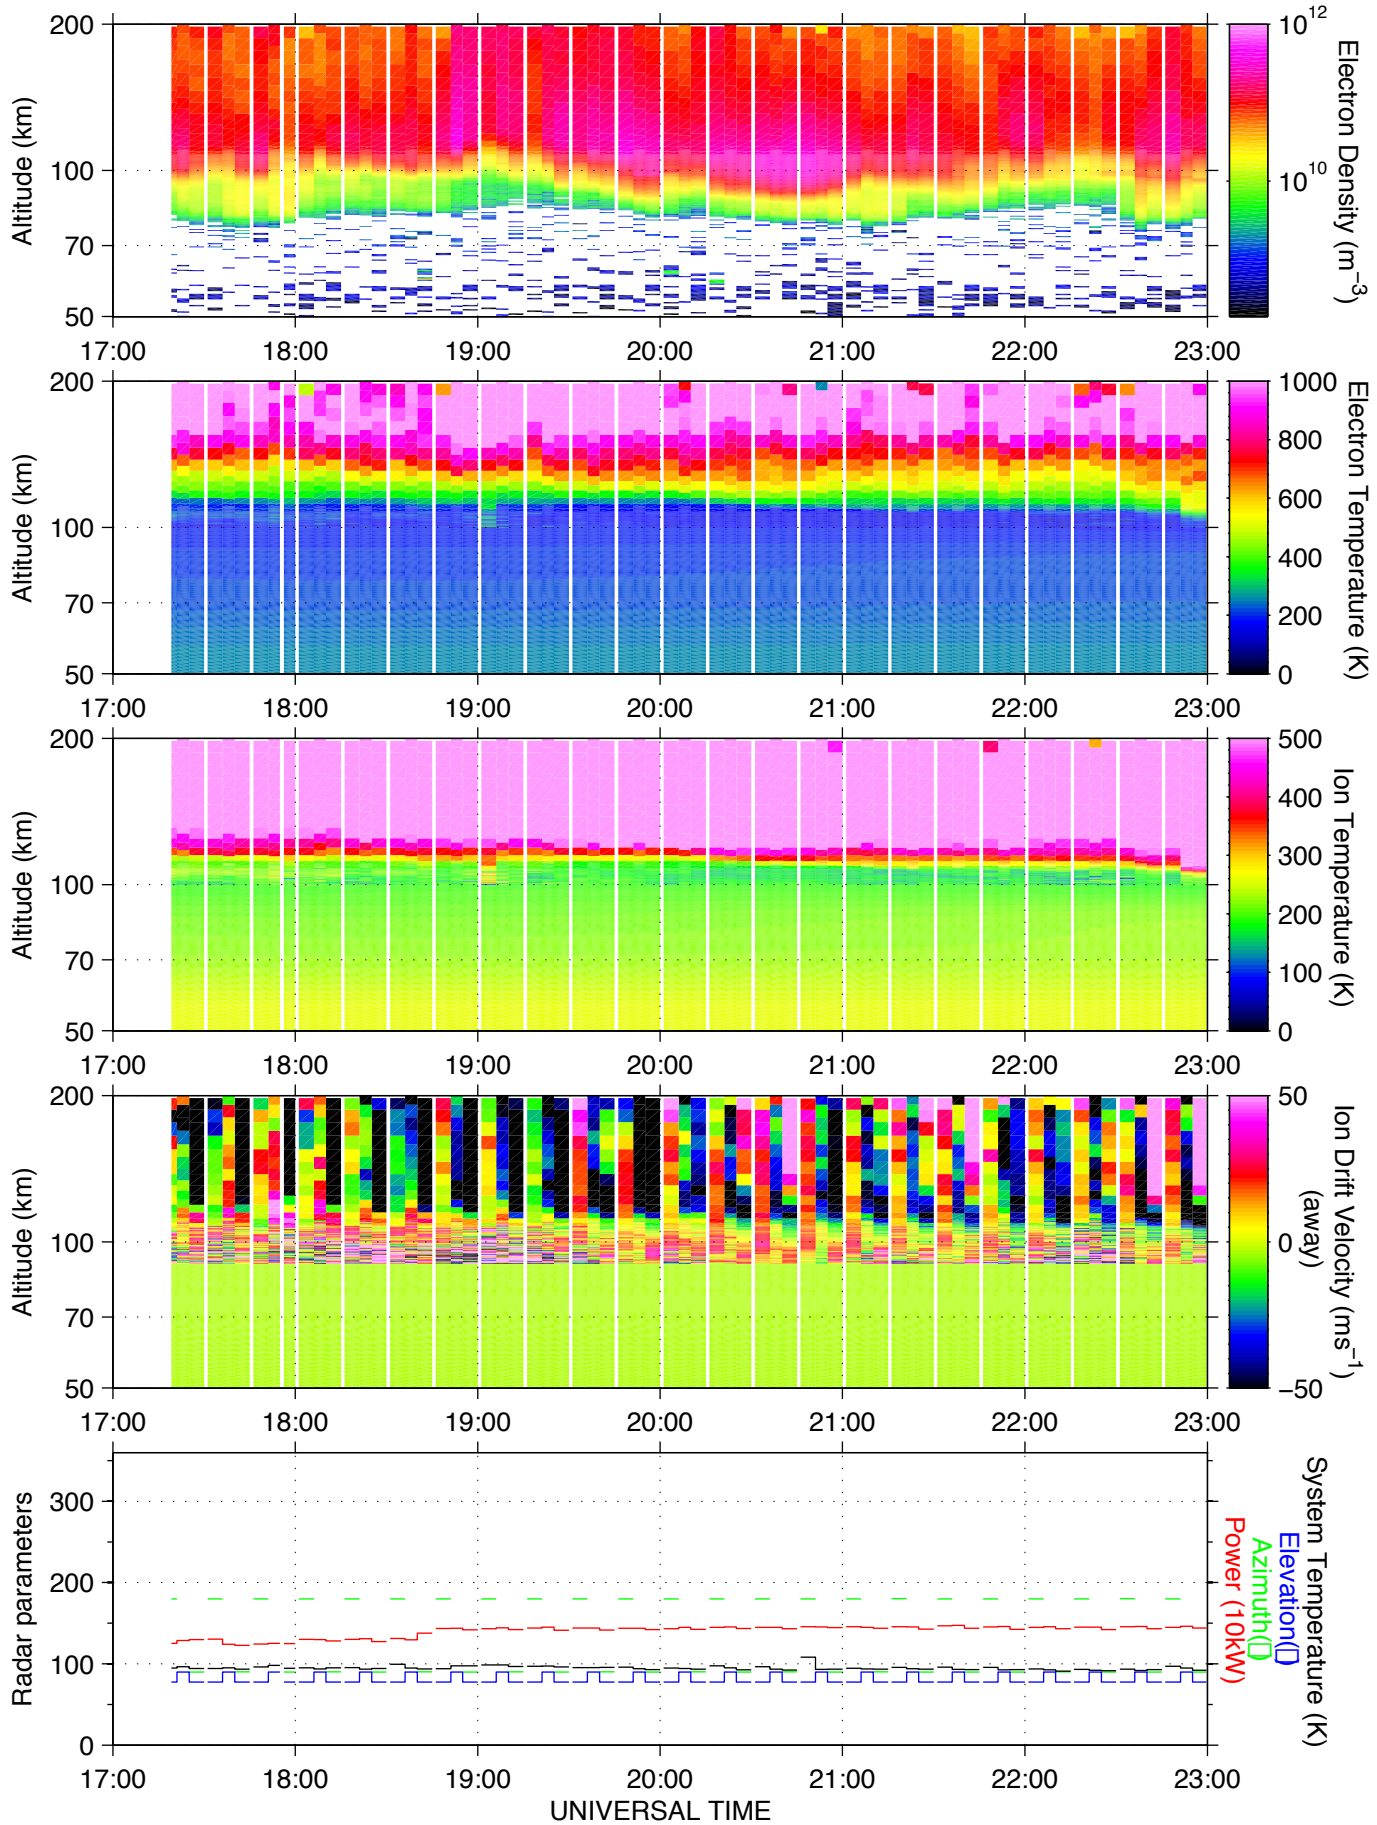 200
100
70
50
Altitude (km)
17:00 18:00 19:00 20:00 21:00 22:00 23:00
10¹²
10¹⁰
Electron Density (m⁻³)
200
100
70
50
Altitude (km)
17:00 18:00 19:00 20:00 21:00 22:00 23:00
1000
800
600
400
200
0
Electron Temperature (K)
200
100
70
50
Altitude (km)
17:00 18:00 19:00 20:00 21:00 22:00 23:00
500
400
300
200
100
0
Ion Temperature (K)
200
100
70
50
Altitude (km)
17:00 18:00 19:00 20:00 21:00 22:00 23:00
50
0
−50
Ion Drift Velocity (ms⁻¹)
(away)
300
200
100
0
Radar parameters
17:00 18:00 19:00 20:00 21:00 22:00 23:00
System Temperature (K)
Elevation(▯)
Azimuth(▯)
Power (10kW)
UNIVERSAL TIME